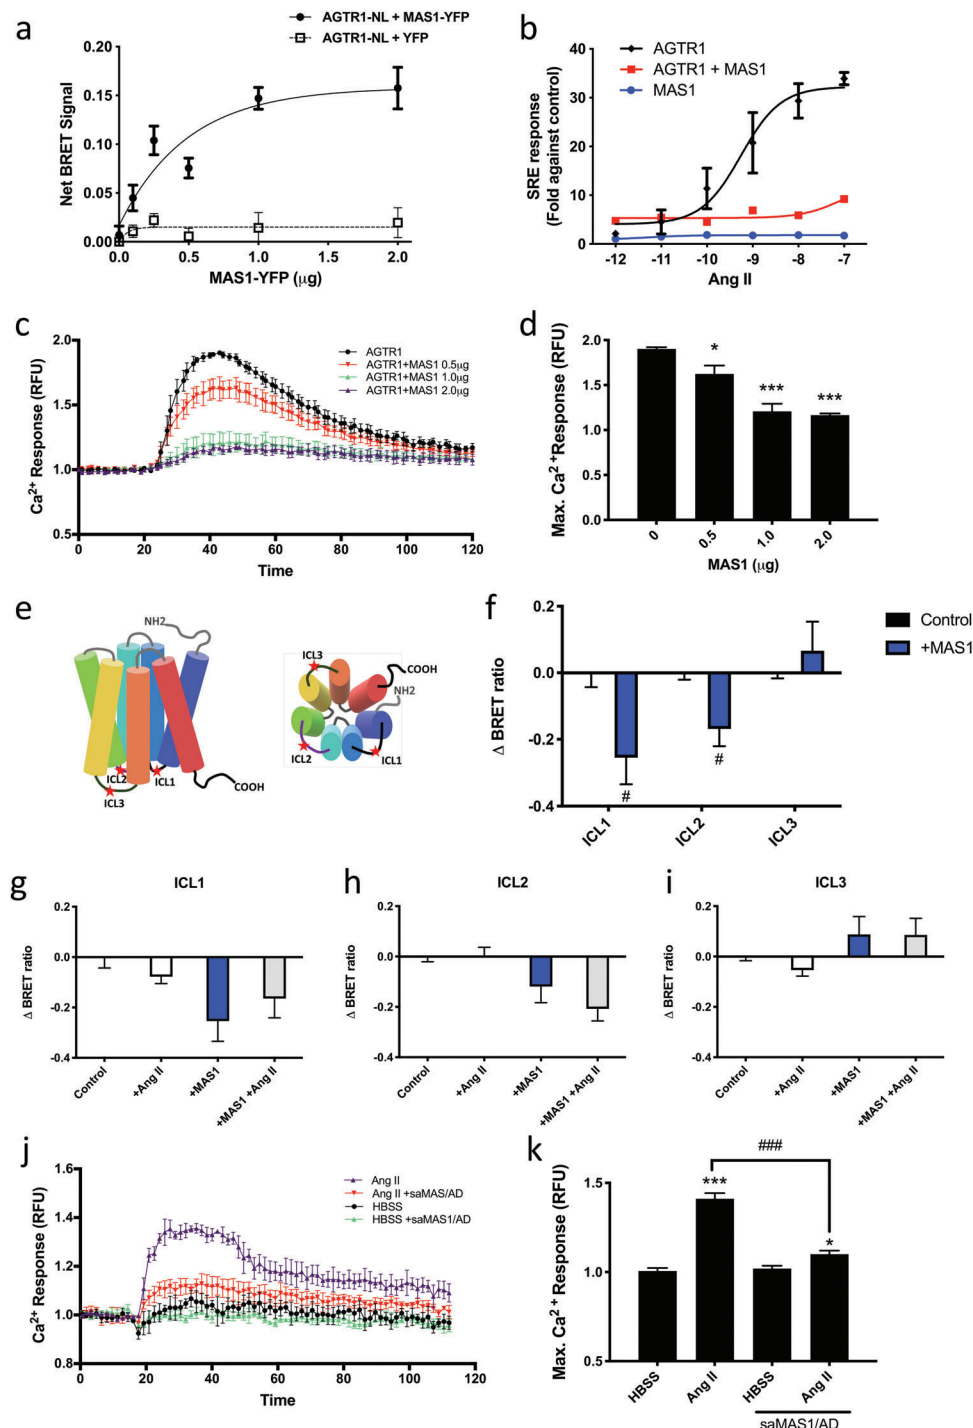 a
AGTR1-NL + MAS1-YFP
AGTR1-NL + YFP
Net BRET Signal
0.20
0.15
0.10
0.05
0.00
0.0
0.5
1.0
1.5
2.0
MAS1-YFP (µg)
b
AGTR1
AGTR1 + MAS1
MAS1
SRE response
(Fold against control)
40
30
20
10
0
-12
-11
-10
-9
-8
-7
Ang II
c
AGTR1
AGTR1+MAS1 0.5µg
AGTR1+MAS1 1.0µg
AGTR1+MAS1 2.0µg
Ca2+ Response (RFU)
2.0
1.5
1.0
0.5
0
20
40
60
80
100
120
Time
d
Max. Ca2+Response (RFU)
2.0
1.5
1.0
0.5
0.0
*
***
***
0
0.5
1.0
2.0
MAS1 (µg)
e
NH2
ICL2
ICL1
ICL3
COOH
ICL3
COOH
NH2
ICL2
ICL1
f
Control
+MAS1
Δ BRET ratio
0.2
0.0
-0.2
-0.4
#
#
ICL1
ICL2
ICL3
g
ICL1
Δ BRET ratio
0.2
0.0
-0.2
-0.4
Control
+Ang II
+MAS1
+MAS1 +Ang II
h
ICL2
Δ BRET ratio
0.2
0.0
-0.2
-0.4
Control
+Ang II
+MAS1
+MAS1 +Ang II
i
ICL3
Δ BRET ratio
0.2
0.0
-0.2
-0.4
Control
+Ang II
+MAS1
+MAS1 +Ang II
j
Ang II
Ang II +saMAS/AD
HBSS
HBSS +saMAS1/AD
Ca2+ Response (RFU)
1.6
1.4
1.2
1.0
0.8
0
20
40
60
80
100
120
Time
k
Max. Ca2+ Response (RFU)
1.5
1.0
0.5
###
***
*
HBSS
Ang II
HBSS
Ang II
saMAS1/AD